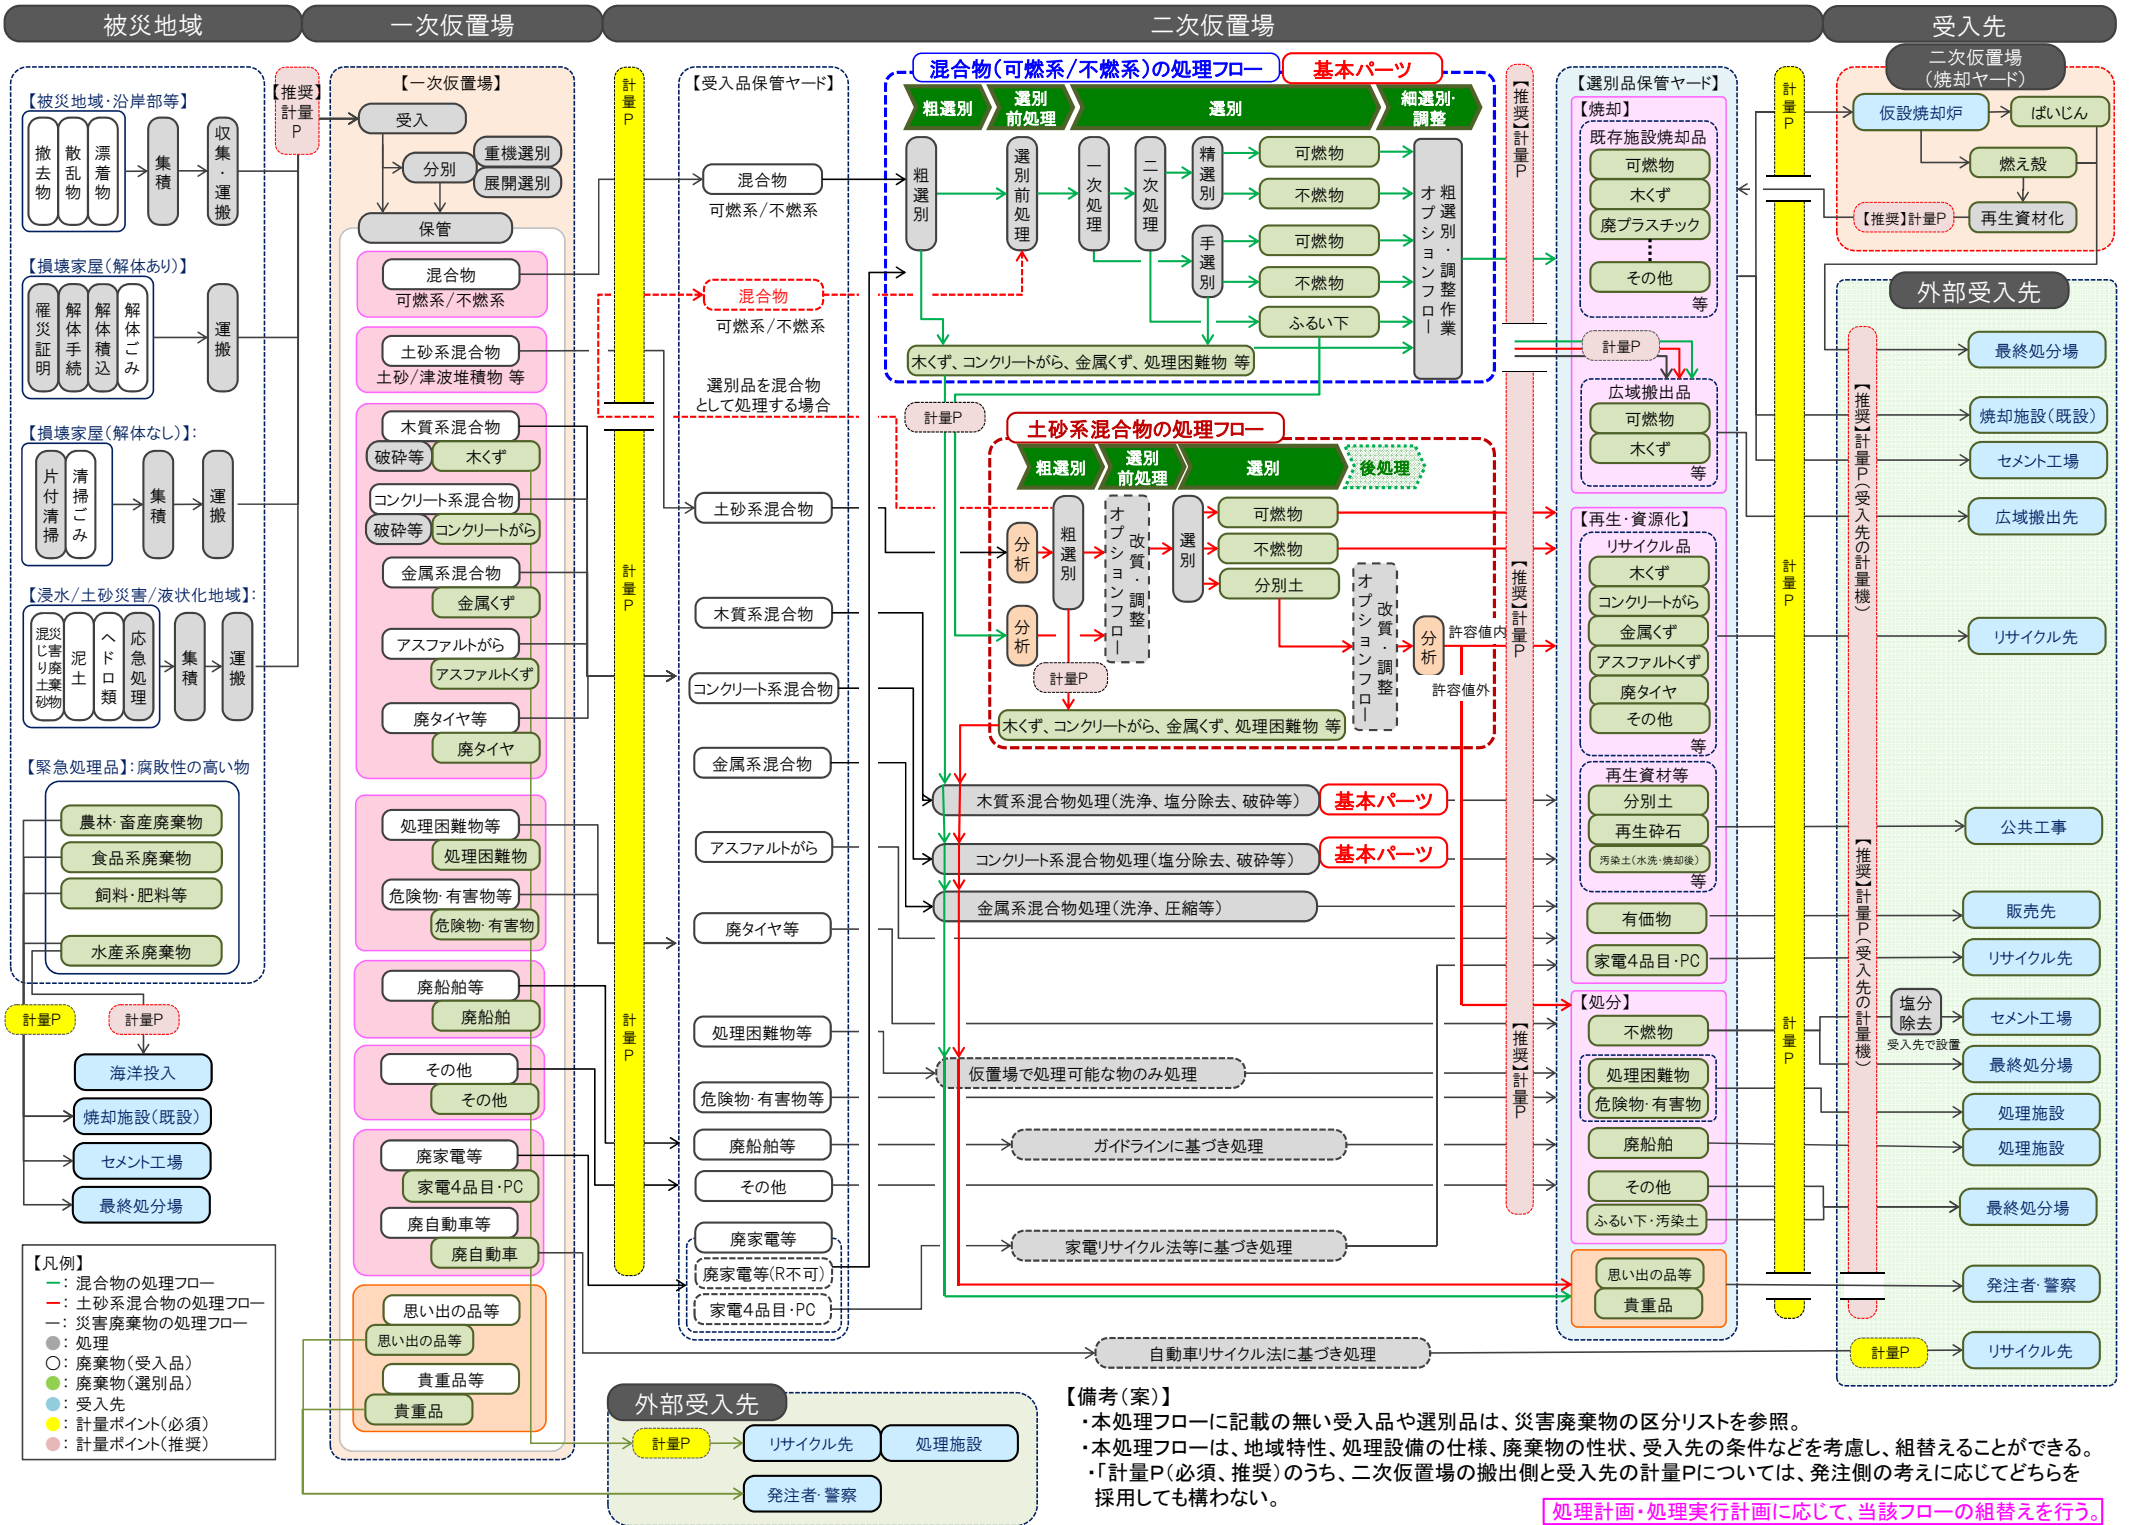 被災地域
一次仮置場
二次仮置場
受入先
【被災地域・沿岸部等】
撤去物
散乱物
漂着物
集積
収集・運搬
【損壊家屋(解体あり)】
罹災証明
解体手続
解体積込
解体ごみ
運搬
【損壊家屋(解体なし)】:
片付清掃
清掃ごみ
集積
運搬
【浸水/土砂災害/液状化地域】:
災害廃棄物
混じり土砂
泥土
ヘドロ類
応急処理
集積
運搬
【緊急処理品】:腐敗性の高い物
農林・畜産廃棄物
食品系廃棄物
飼料・肥料等
水産系廃棄物
計量P
計量P
海洋投入
焼却施設(既設)
セメント工場
最終処分場
【凡例】
ー: 混合物の処理フロー
ー: 土砂系混合物の処理フロー
ー: 災害廃棄物の処理フロー
●: 処理
○: 廃棄物(受入品)
●: 廃棄物(選別品)
●: 受入先
●: 計量ポイント(必須)
●: 計量ポイント(推奨)
【推奨】
計量
P
【一次仮置場】
受入
分別
重機選別
展開選別
保管
混合物
可燃系/不燃系
土砂系混合物
土砂/津波堆積物 等
木質系混合物
破砕等
木くず
コンクリート系混合物
破砕等
コンクリートがら
金属系混合物
金属くず
アスファルトがら
アスファルトくず
廃タイヤ等
廃タイヤ
処理困難物等
処理困難物
危険物・有害物等
危険物・有害物
廃船舶等
廃船舶
その他
その他
廃家電等
家電4品目・PC
廃自動車等
廃自動車
思い出の品等
思い出の品等
貴重品等
貴重品
計量P
計量P
計量P
【受入品保管ヤード】
混合物
可燃系/不燃系
混合物
可燃系/不燃系
選別品を混合物
として処理する場合
土砂系混合物
木質系混合物
コンクリート系混合物
金属系混合物
アスファルトがら
廃タイヤ等
処理困難物等
危険物・有害物等
廃船舶等
その他
廃家電等
廃家電等(R不可)
家電4品目・PC
混合物(可燃系/不燃系)の処理フロー
基本パーツ
粗選別
選別
前処理
選別
細選別・
調整
粗選別
選別前処理
一次処理
二次処理
精選別
手選別
可燃物
不燃物
可燃物
不燃物
ふるい下
粗選別・調整作業
オプションフロー
木くず、コンクリートがら、金属くず、処理困難物 等
計量P
土砂系混合物の処理フロー
粗選別
選別
前処理
選別
後処理
分析
分析
粗選別
改質・調整
オプションフロー
選別
可燃物
不燃物
分別土
改質・調整
オプションフロー
分析
許容値内
許容値外
計量P
木くず、コンクリートがら、金属くず、処理困難物 等
木質系混合物処理(洗浄、塩分除去、破砕等)
基本パーツ
コンクリート系混合物処理(塩分除去、破砕等)
基本パーツ
金属系混合物処理(洗浄、圧縮等)
仮置場で処理可能な物のみ処理
ガイドラインに基づき処理
家電リサイクル法等に基づき処理
自動車リサイクル法に基づき処理
【推奨】計量P
【推奨】計量P
【推奨】計量P
【選別品保管ヤード】
【焼却】
既存施設焼却品
可燃物
木くず
廃プラスチック
その他
等
計量P
広域搬出品
可燃物
木くず
等
【再生・資源化】
リサイクル品
木くず
コンクリートがら
金属くず
アスファルトくず
廃タイヤ
その他
等
再生資材等
分別土
再生砕石
汚染土(水洗・焼却後)
等
有価物
家電4品目・PC
【処分】
不燃物
処理困難物
危険物・有害物
廃船舶
その他
ふるい下・汚染土
思い出の品等
貴重品
計量P
計量P
計量P
二次仮置場
(焼却ヤード)
仮設焼却炉
ばいじん
燃え殻
再生資材化
【推奨】計量P
外部受入先
【推奨】計量P(受入先の計量機)
【推奨】計量P(受入先の計量機)
最終処分場
焼却施設(既設)
セメント工場
広域搬出先
リサイクル先
公共工事
販売先
リサイクル先
塩分
除去
受入先で設置
セメント工場
最終処分場
処理施設
処理施設
最終処分場
発注者・警察
計量P
リサイクル先
外部受入先
計量P
リサイクル先
処理施設
発注者・警察
【備考(案)】
・本処理フローに記載の無い受入品や選別品は、災害廃棄物の区分リストを参照。
・本処理フローは、地域特性、処理設備の仕様、廃棄物の性状、受入先の条件などを考慮し、組替えることができる。
・「計量P(必須、推奨)のうち、二次仮置場の搬出側と受入先の計量Pについては、発注側の考えに応じてどちらを
採用しても構わない。
処理計画・処理実行計画に応じて、当該フローの組替えを行う。